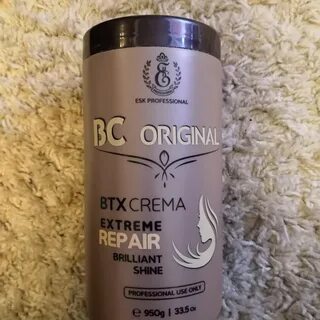 ESK PROFESSIONAL
BC ORIGINAL
BTX CREMA
EXTREME
REPAIR
BRILLIANT
SHINE
PROFESSIONAL USE ONLY
℮ 950g | 33.5 Oz